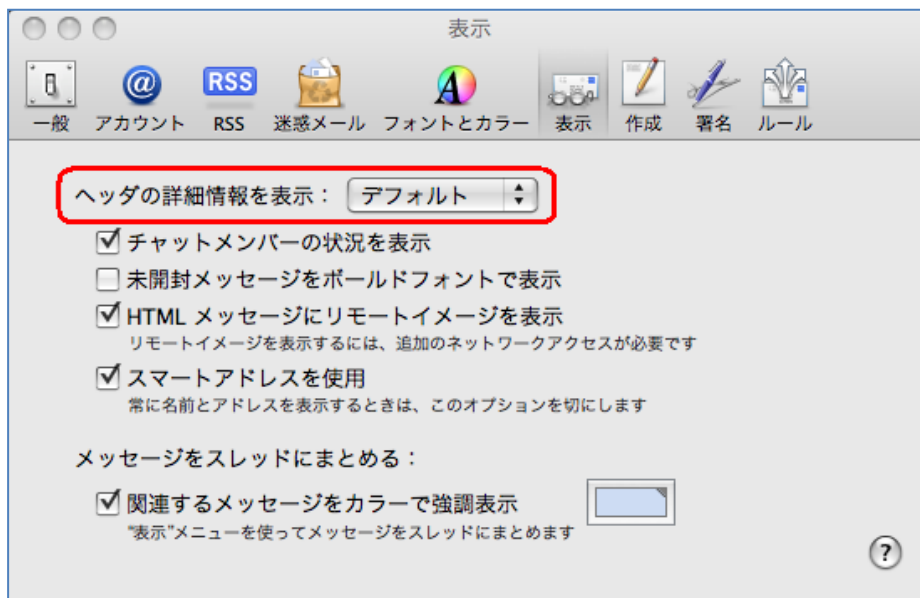 表示
RSS
一般 アカウント RSS 迷惑メール フォントとカラー 表示 作成 署名 ルール
ヘッダの詳細情報を表示： デフォルト
チャットメンバーの状況を表示
未開封メッセージをボールドフォントで表示
HTML メッセージにリモートイメージを表示
リモートイメージを表示するには、追加のネットワークアクセスが必要です
スマートアドレスを使用
常に名前とアドレスを表示するときは、このオプションを切にします
メッセージをスレッドにまとめる：
関連するメッセージをカラーで強調表示
“表示”メニューを使ってメッセージをスレッドにまとめます
?